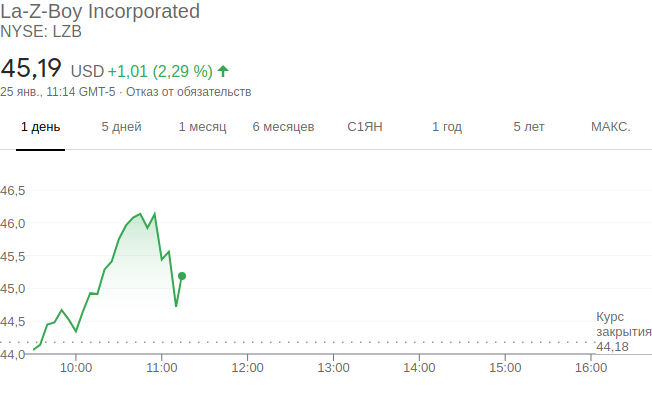 La-Z-Boy Incorporated
NYSE: LZB
45,19 USD +1,01 (2,29 %)
25 янв., 11:14 GMT-5 · Отказ от обязательств
1 день 5 дней 1 месяц 6 месяцев С1ЯН 1 год 5 лет МАКС.
46,5
46,0
45,5
45,0
44,5
44,0
Курс
закрытия
44,18
10:00 11:00 12:00 13:00 14:00 15:00 16:00